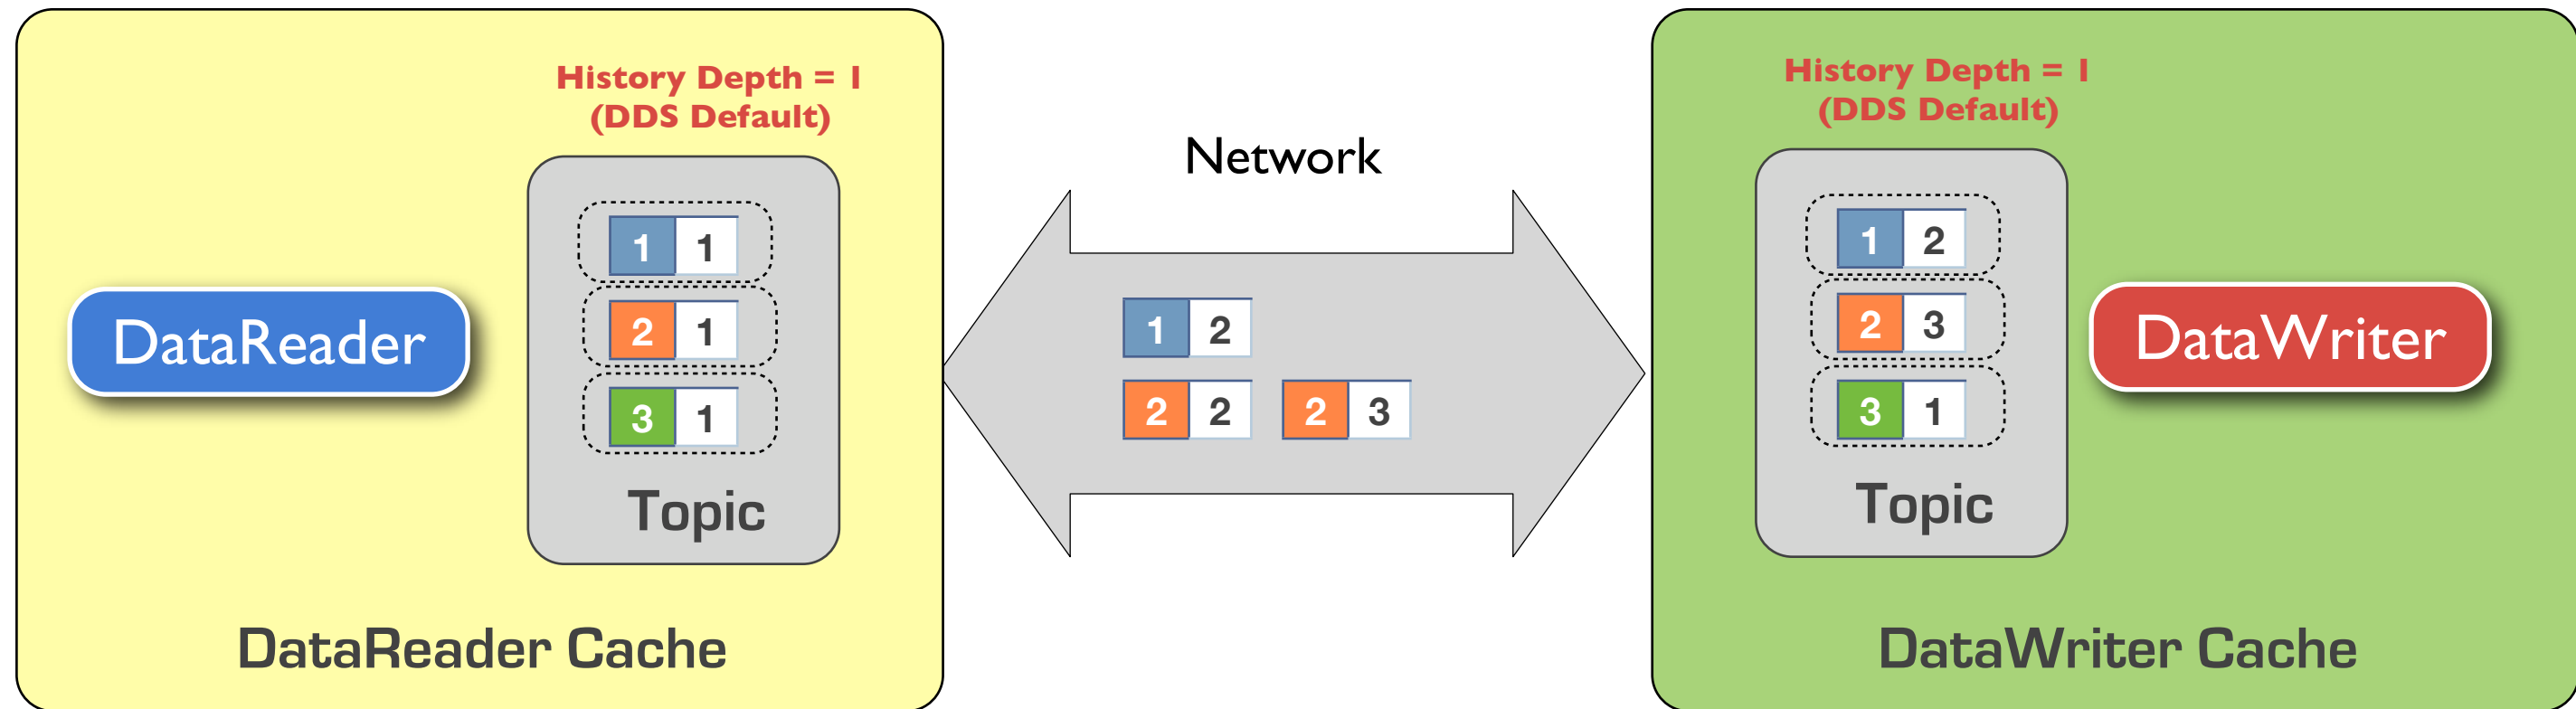 History Depth = 1
(DDS Default)
1 1
2 1
3 1
Topic
DataReader
DataReader Cache
Network
1 2
2 2 2 3
History Depth = 1
(DDS Default)
1 2
2 3
3 1
Topic
DataWriter
DataWriter Cache